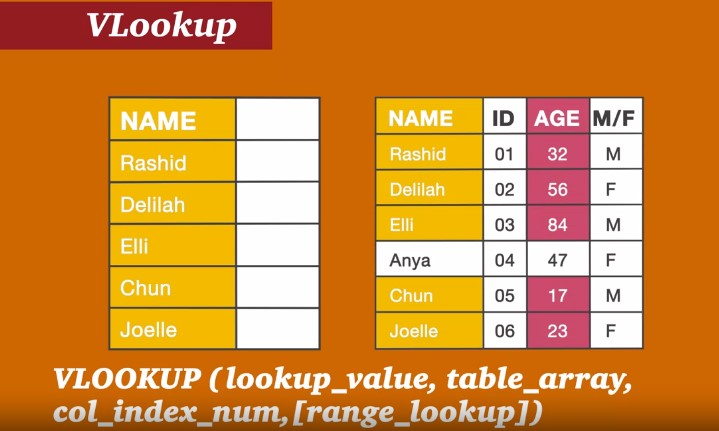 VLookup
NAME
Rashid
Delilah
Elli
Chun
Joelle
NAME ID AGE M/F
Rashid 01 32 M
Delilah 02 56 F
Elli 03 84 M
Anya 04 47 F
Chun 05 17 M
Joelle 06 23 F
VLOOKUP (lookup_value, table_array,
col_index_num,[range_lookup])